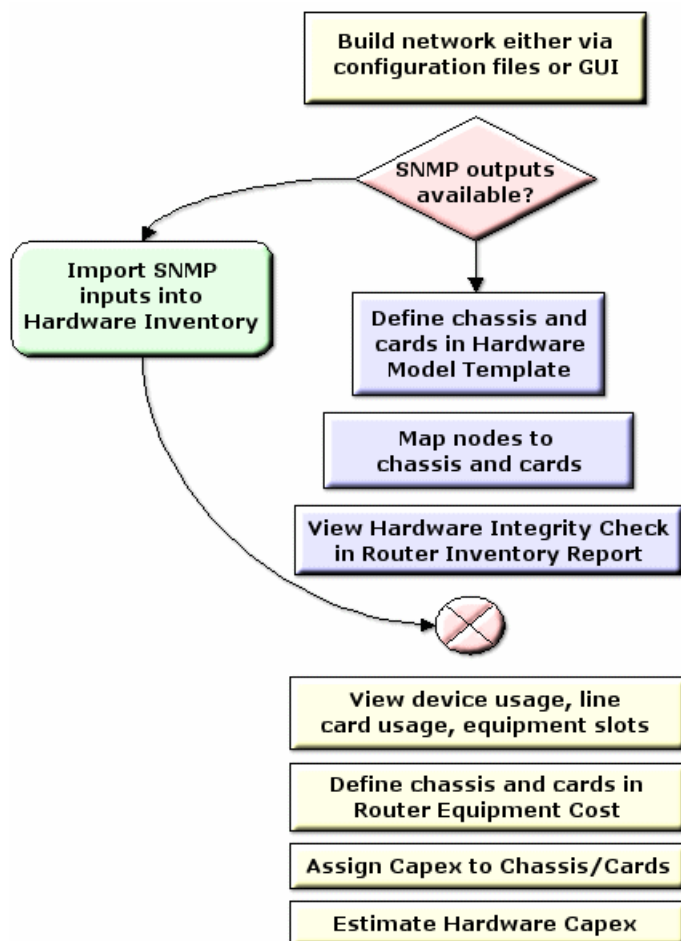 Build network either via
configuration files or GUI
SNMP outputs
available?
Import SNMP
inputs into
Hardware Inventory
Define chassis and
cards in Hardware
Model Template
Map nodes to
chassis and cards
View Hardware Integrity Check
in Router Inventory Report
View device usage, line
card usage, equipment slots
Define chassis and cards in
Router Equipment Cost
Assign Capex to Chassis/Cards
Estimate Hardware Capex